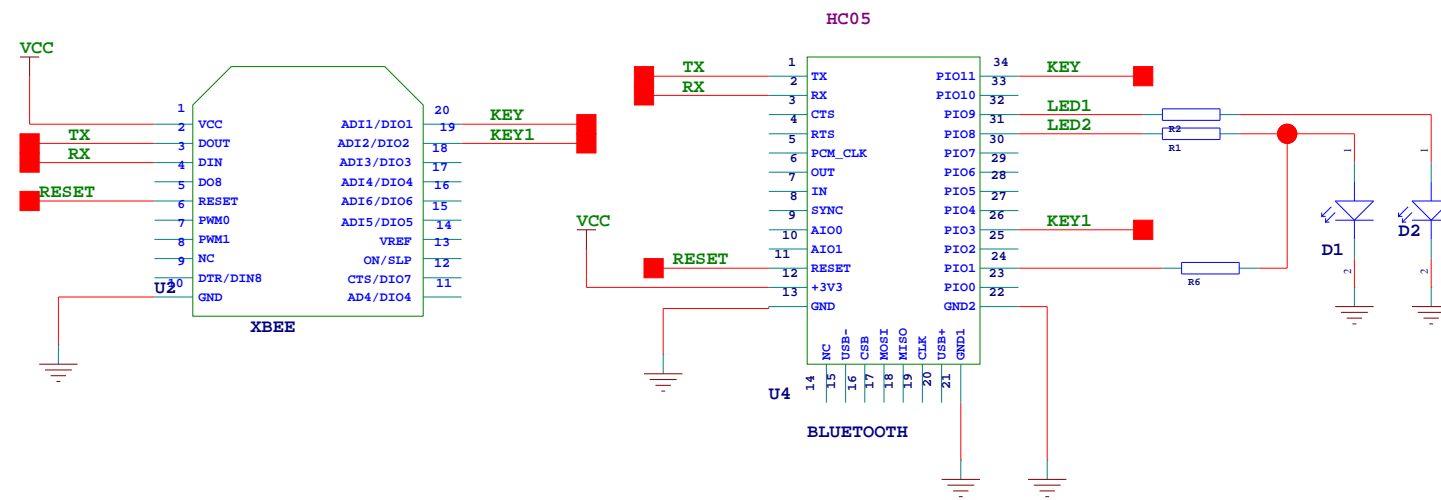 HC05
VCC
1
2
3
4
5
6
7
8
9
10
VCC
DOUT
DIN
DO8
RESET
PWM0
PWM1
NC
DTR/DIN8
GND
TX
RX
RESET
ADI1/DIO1
ADI2/DIO2
ADI3/DIO3
ADI4/DIO4
ADI6/DIO6
ADI5/DIO5
VREF
ON/SLP
CTS/DIO7
AD4/DIO4
20
19
18
17
16
15
14
13
12
11
KEY
KEY1
U2
XBEE
TX
RX
VCC
RESET
1
2
3
4
5
6
7
8
9
10
11
12
13
TX
RX
CTS
RTS
PCM_CLK
OUT
IN
SYNC
AIO0
AIO1
RESET
+3V3
GND
PIO11
PIO10
PIO9
PIO8
PIO7
PIO6
PIO5
PIO4
PIO3
PIO2
PIO1
PIO0
GND2
34
33
32
31
30
29
28
27
26
25
24
23
22
KEY
LED1
LED2
KEY1
R2
R1
R6
1
1
D1
D2
2
2
NC
USB-
CSB
MOSI
MISO
CLK
USB+
GND1
14
15
16
17
18
19
20
21
U4
BLUETOOTH